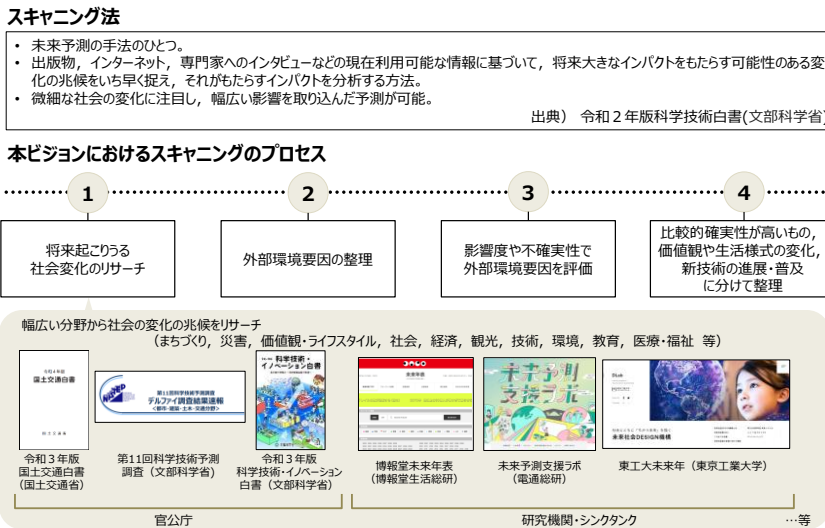 スキャニング法
• 未来予測の手法のひとつ。
• 出版物，インターネット，専門家へのインタビューなどの現在利用可能な情報に基づいて，将来大きなインパクトをもたらす可能性のある変
化の兆候をいち早く捉え，それがもたらすインパクトを分析する方法。
• 微細な社会の変化に注目し，幅広い影響を取り込んだ予測が可能。
出典） 令和２年版科学技術白書(文部科学省)
本ビジョンにおけるスキャニングのプロセス
1
2
3
4
将来起こりうる
社会変化のリサーチ
外部環境要因の整理
影響度や不確実性で
外部環境要因を評価
比較的確実性が高いもの，
価値観や生活様式の変化，
新技術の進展・普及
に分けて整理
幅広い分野から社会の変化の兆候をリサーチ
（まちづくり，災害，価値観・ライフスタイル，社会，経済，観光，技術，環境，教育，医療・福祉 等）
国土交通白書
NISTEP
第11回科学技術予測調査
デルファイ調査結果速報
<都市・建築・土木・交通分野>
科学技術・
イノベーション白書
未来年表
未来予測
支援ラボ
未来社会DESIGN機構
令和３年版
国土交通白書
（国土交通省）
第11回科学技術予測
調査（文部科学省)
令和３年版
科学技術・イノベーション
白書（文部科学省）
博報堂未来年表
（博報堂生活総研）
未来予測支援ラボ
（電通総研）
東工大未来年（東京工業大学）
官公庁
研究機関・シンクタンク
…等